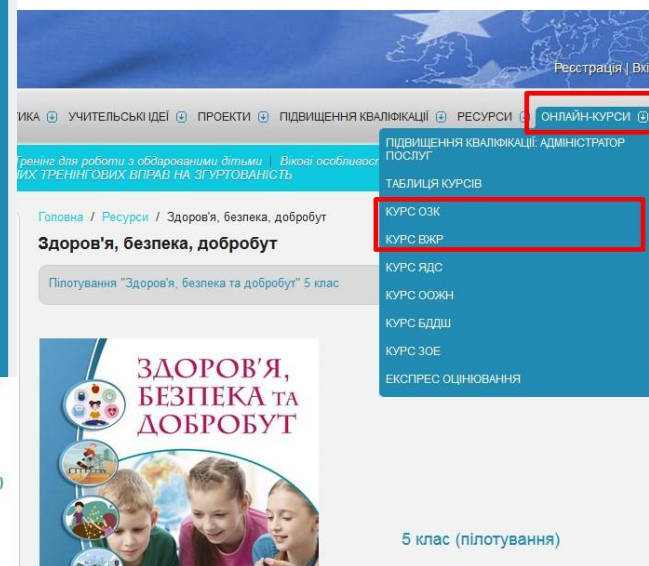 Реєстрація | Вхі
ИКА УЧИТЕЛЬСЬКІ ІДЕЇ ПРОЕКТИ ПІДВИЩЕННЯ КВАЛІФІКАЦІЇ РЕСУРСИ ОНЛАЙН-КУРСИ
Тренінг для роботи з обдарованими дітьми | Вікові особливост
ИХ ТРЕНІНГОВИХ ВПРАВ НА ЗГУРТОВАНІСТЬ
ПІДВИЩЕННЯ КВАЛІФІКАЦІЇ: АДМІНІСТРАТОР
ПОСЛУГ
ТАБЛИЦЯ КУРСІВ
КУРС ОЗК
КУРС ВЖР
КУРС ЯДС
КУРС ООЖН
КУРС БДДШ
КУРС ЗОЕ
ЕКСПРЕС ОЦІНЮВАННЯ
Головна / Ресурси / Здоров'я, безпека, добробут
Здоров'я, безпека, добробут
Пілотування "Здоров'я, безпека та добробут" 5 клас
ЗДОРОВ'Я,
БЕЗПЕКА ТА
ДОБРОБУТ
)
5 клас (пілотування)